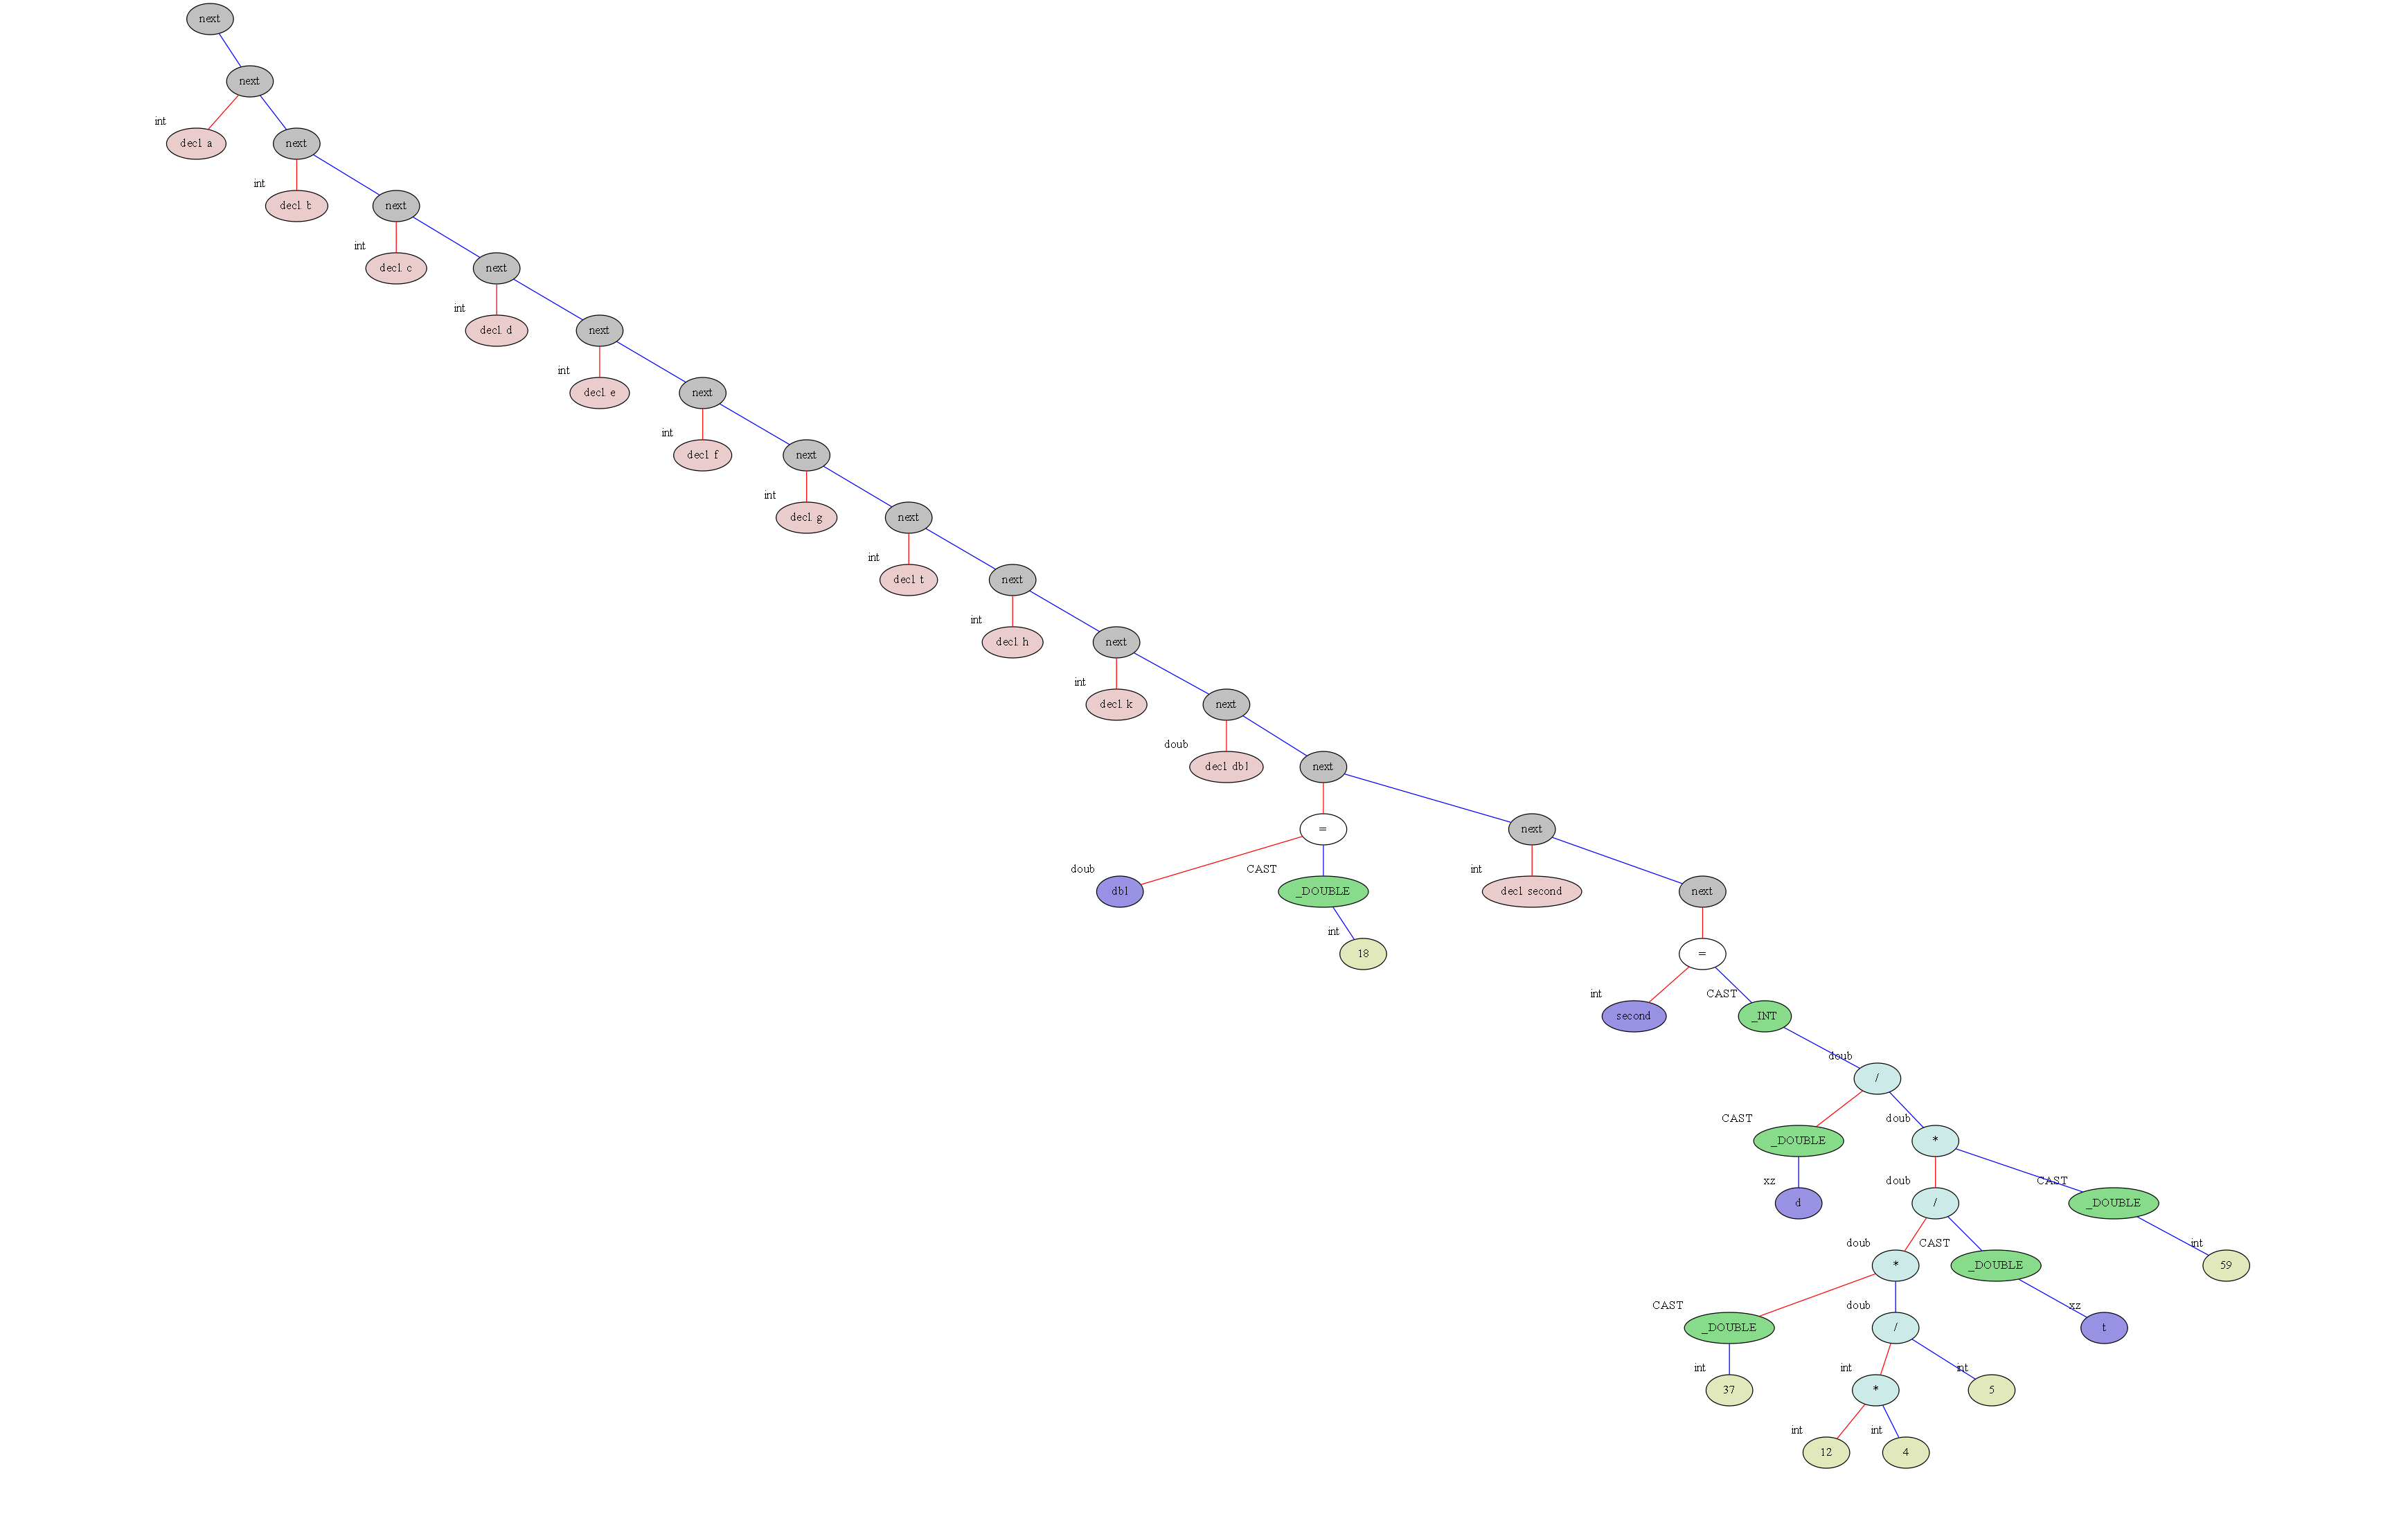 next
next
int
decl a
next
int
decl b
next
int
decl c
next
int
decl d
next
int
decl e
next
int
decl f
next
int
decl g
next
int
decl t
next
int
decl h
next
int
decl k
next
doub
decl dbl
next
=
next
doub
dbl
CAST
_DOUBLE
int
decl second
next
int
18
=
int
second
CAST
_INT
doub
/
CAST
_DOUBLE
doub
*
xz
d
doub
/
CAST
_DOUBLE
doub
*
CAST
_DOUBLE
int
59
CAST
_DOUBLE
doub
/
xz
t
int
37
int
*
int
5
int
12
int
4